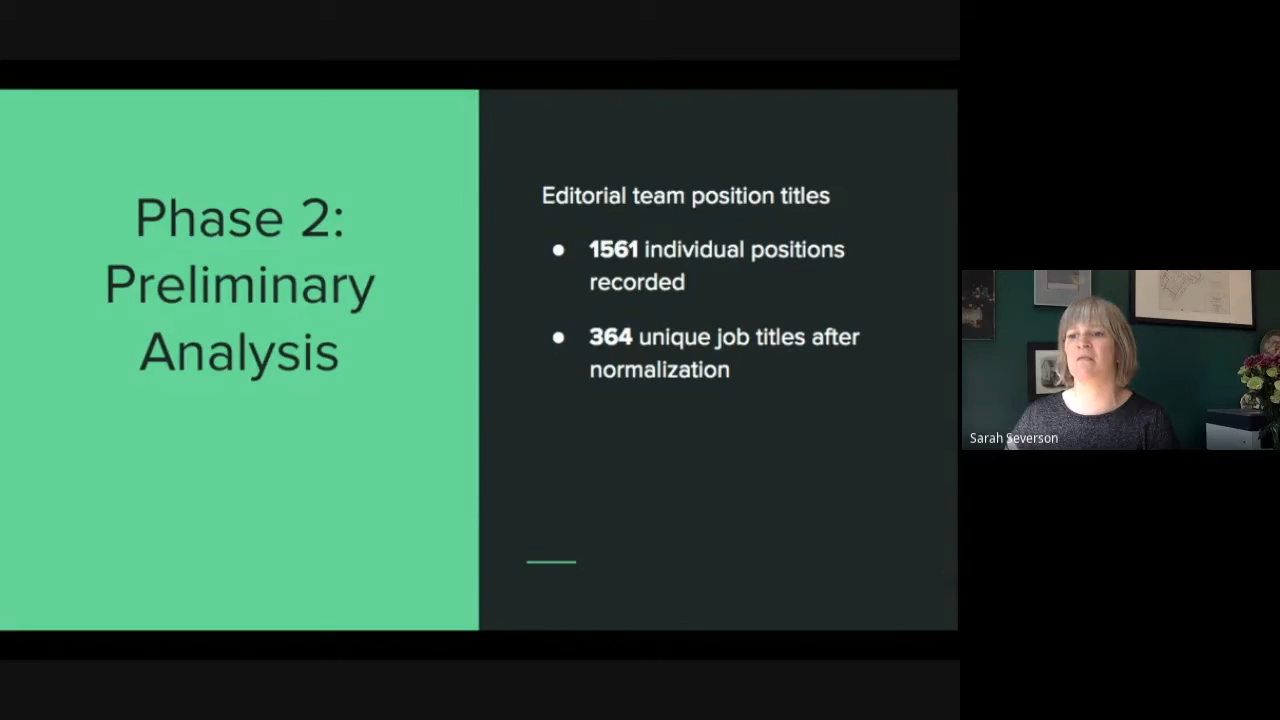 Phase 2:
Preliminary
Analysis
Editorial team position titles
● 1561 individual positions
recorded
● 364 unique job titles after
normalization
Sarah Severson